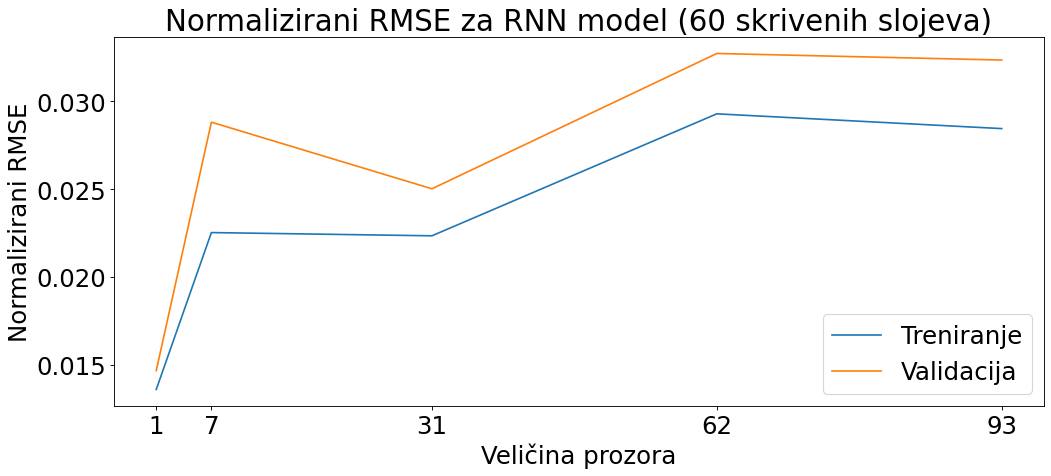 Normalizirani RMSE za RNN model (60 skrivenih slojeva)
Normalizirani RMSE
0.030
0.025
0.020
0.015
Treniranje
Validacija
1 7 31 62 93
Veličina prozora